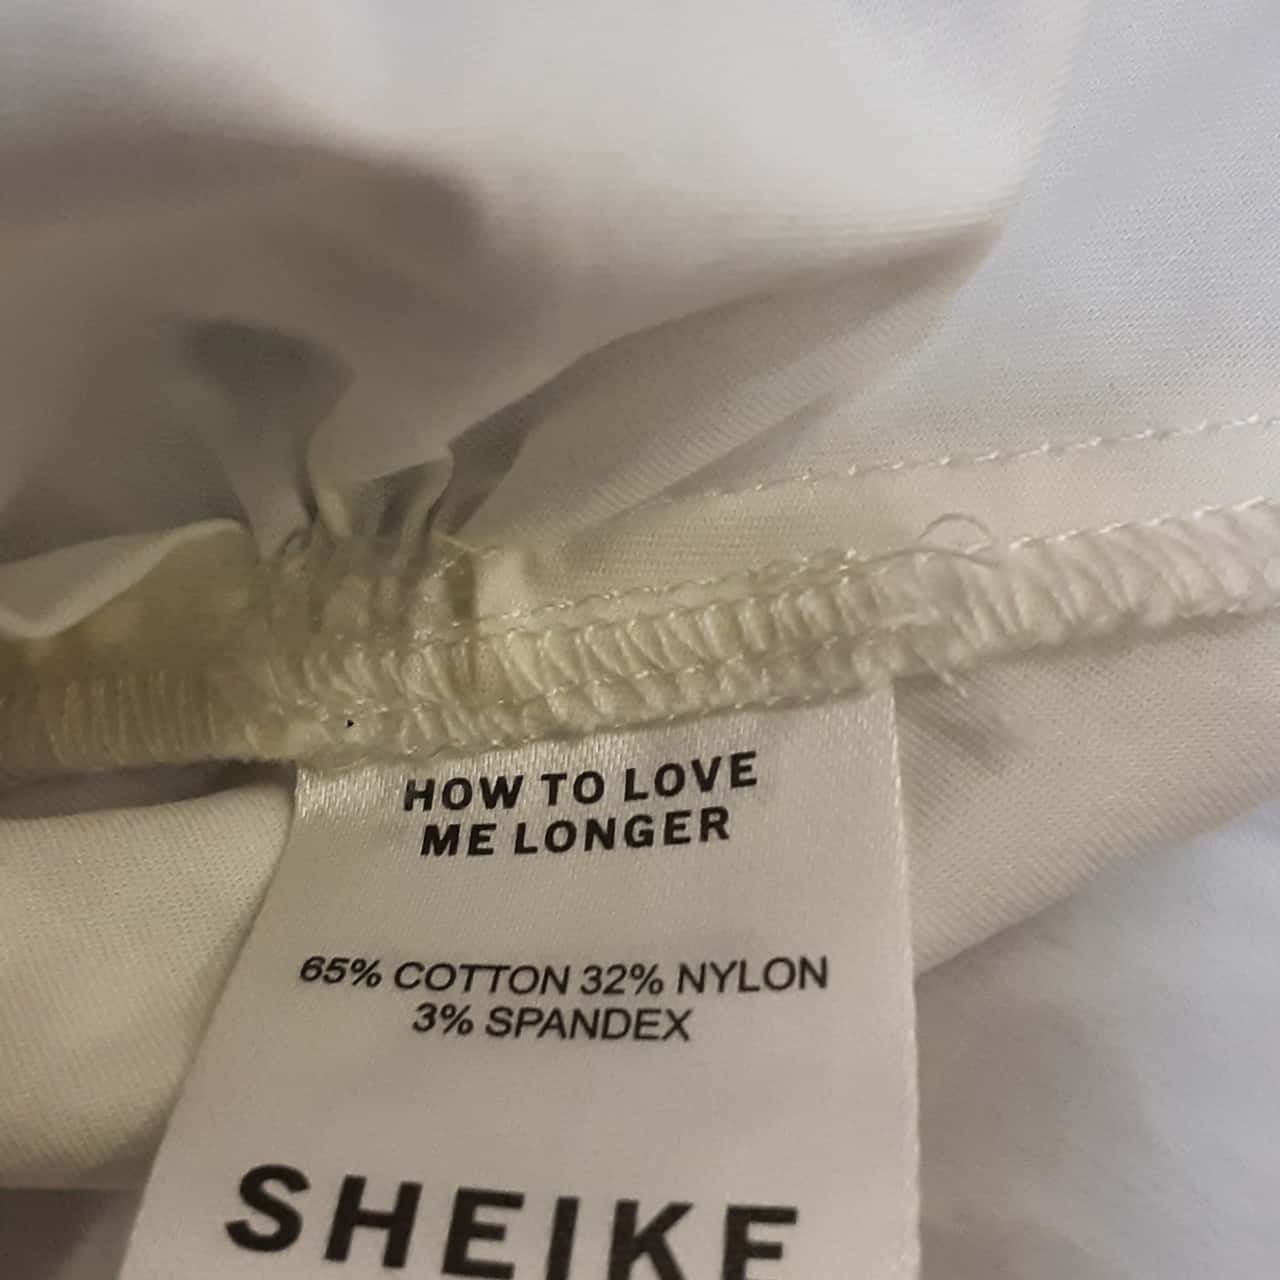 HOW TO LOVE
ME LONGER
65% COTTON 32% NYLON
3% SPANDEX
SHEIKE